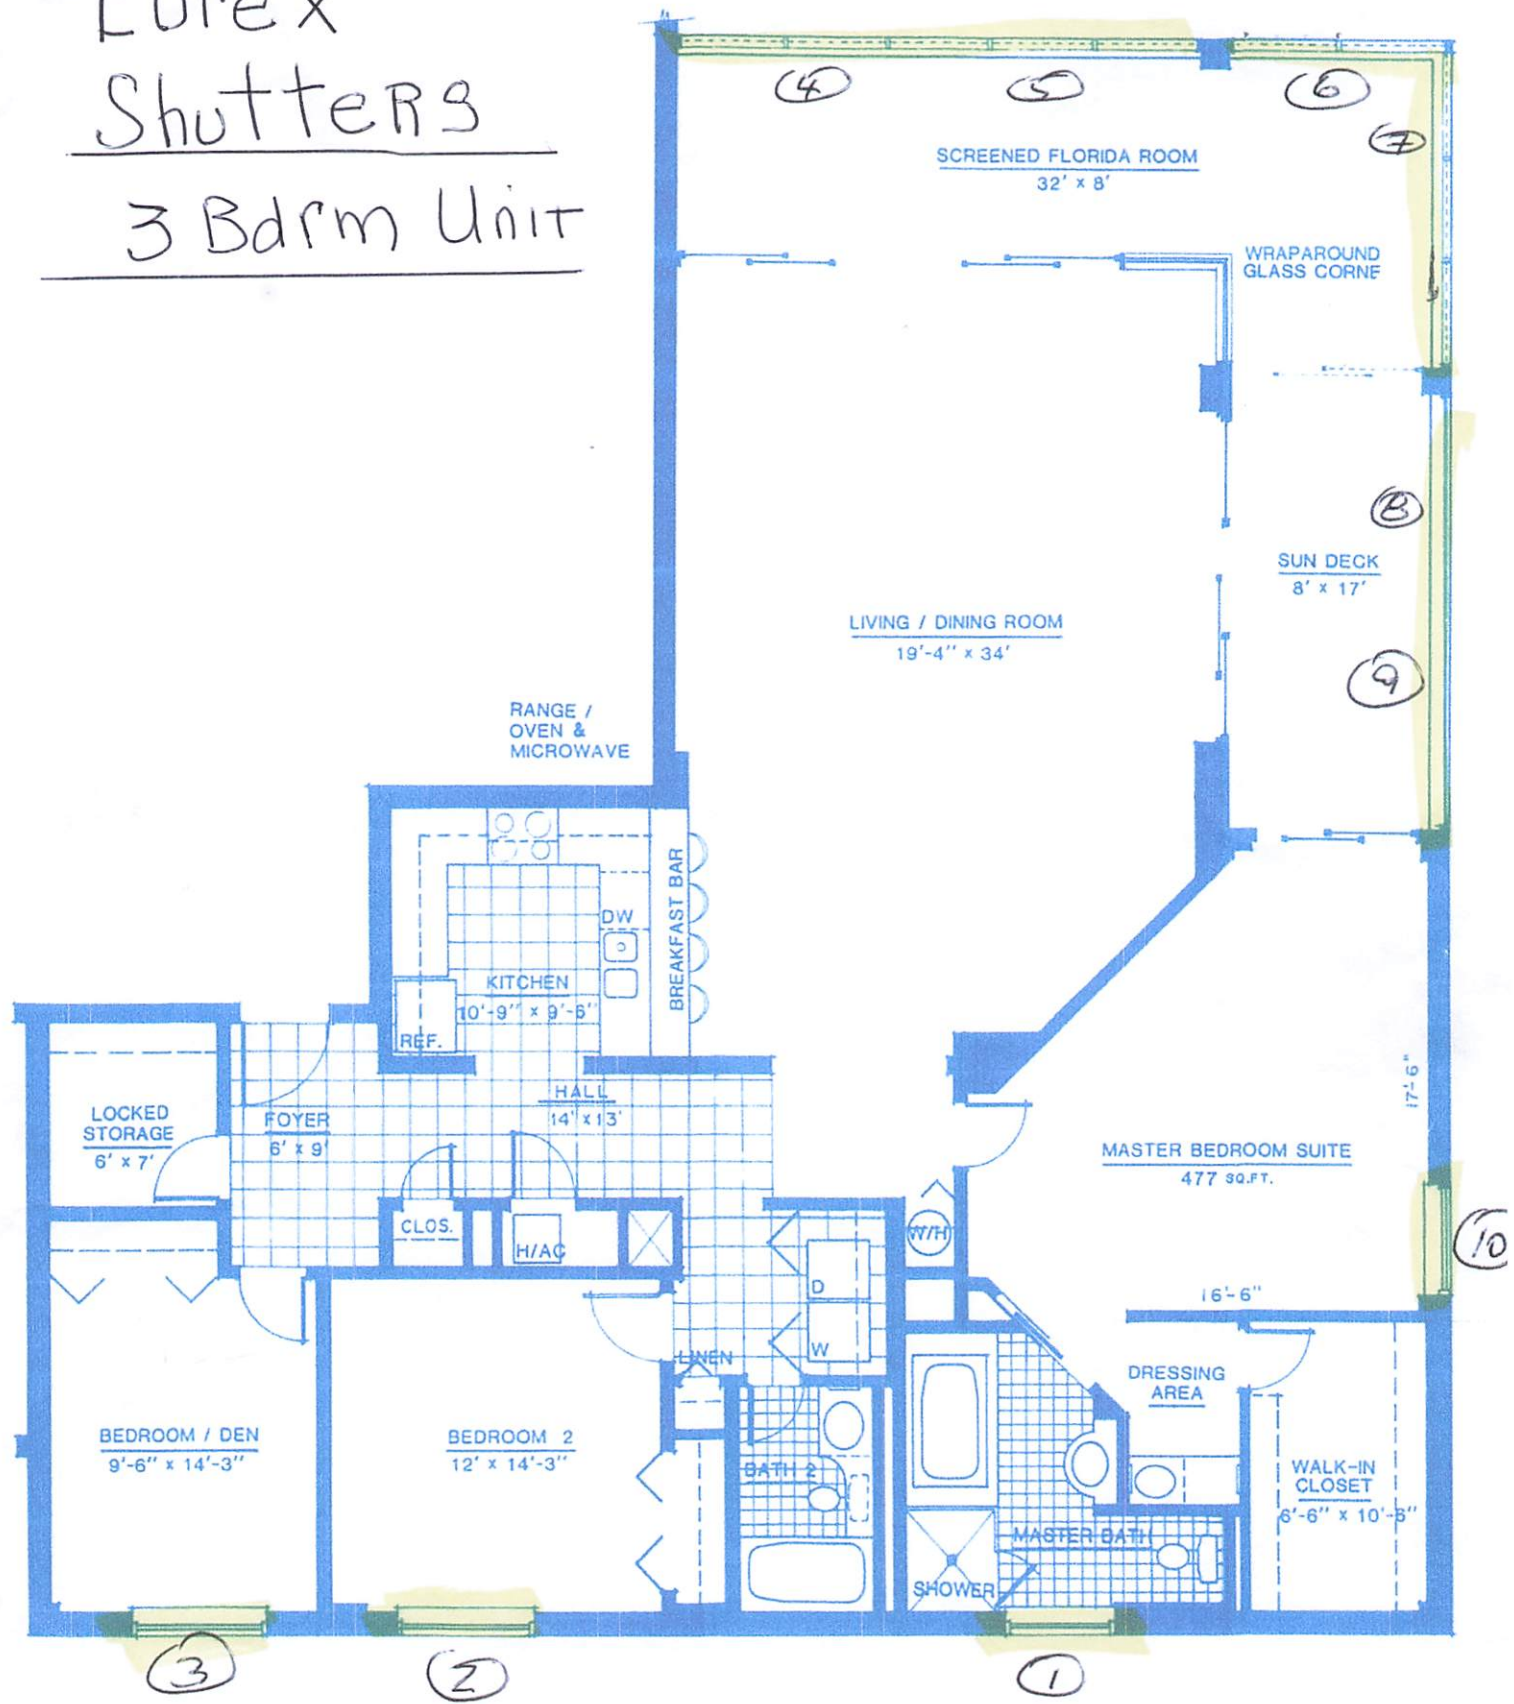 Lurex
Shutters
3 Bdrm Unit
4
5
6
7
SCREENED FLORIDA ROOM
32' x 8'
WRAPAROUND
GLASS CORNE
8
SUN DECK
8' x 17'
9
LIVING / DINING ROOM
19'-4" x 34'
RANGE /
OVEN &
MICROWAVE
BREAKFAST BAR
DW
KITCHEN
10'-9" x 9'-6"
REF.
HALL
14' x 13'
LOCKED
STORAGE
6' x 7'
FOYER
6' x 9'
17'-6"
MASTER BEDROOM SUITE
477 SQ.FT.
CLOS.
H/AC
W/H
10
D
W
16'-6"
LINEN
DRESSING
AREA
BEDROOM / DEN
9'-6" x 14'-3"
BEDROOM 2
12' x 14'-3"
BATH 2
WALK-IN
CLOSET
6'-6" x 10'-6"
MASTER BATH
SHOWER
3
2
1